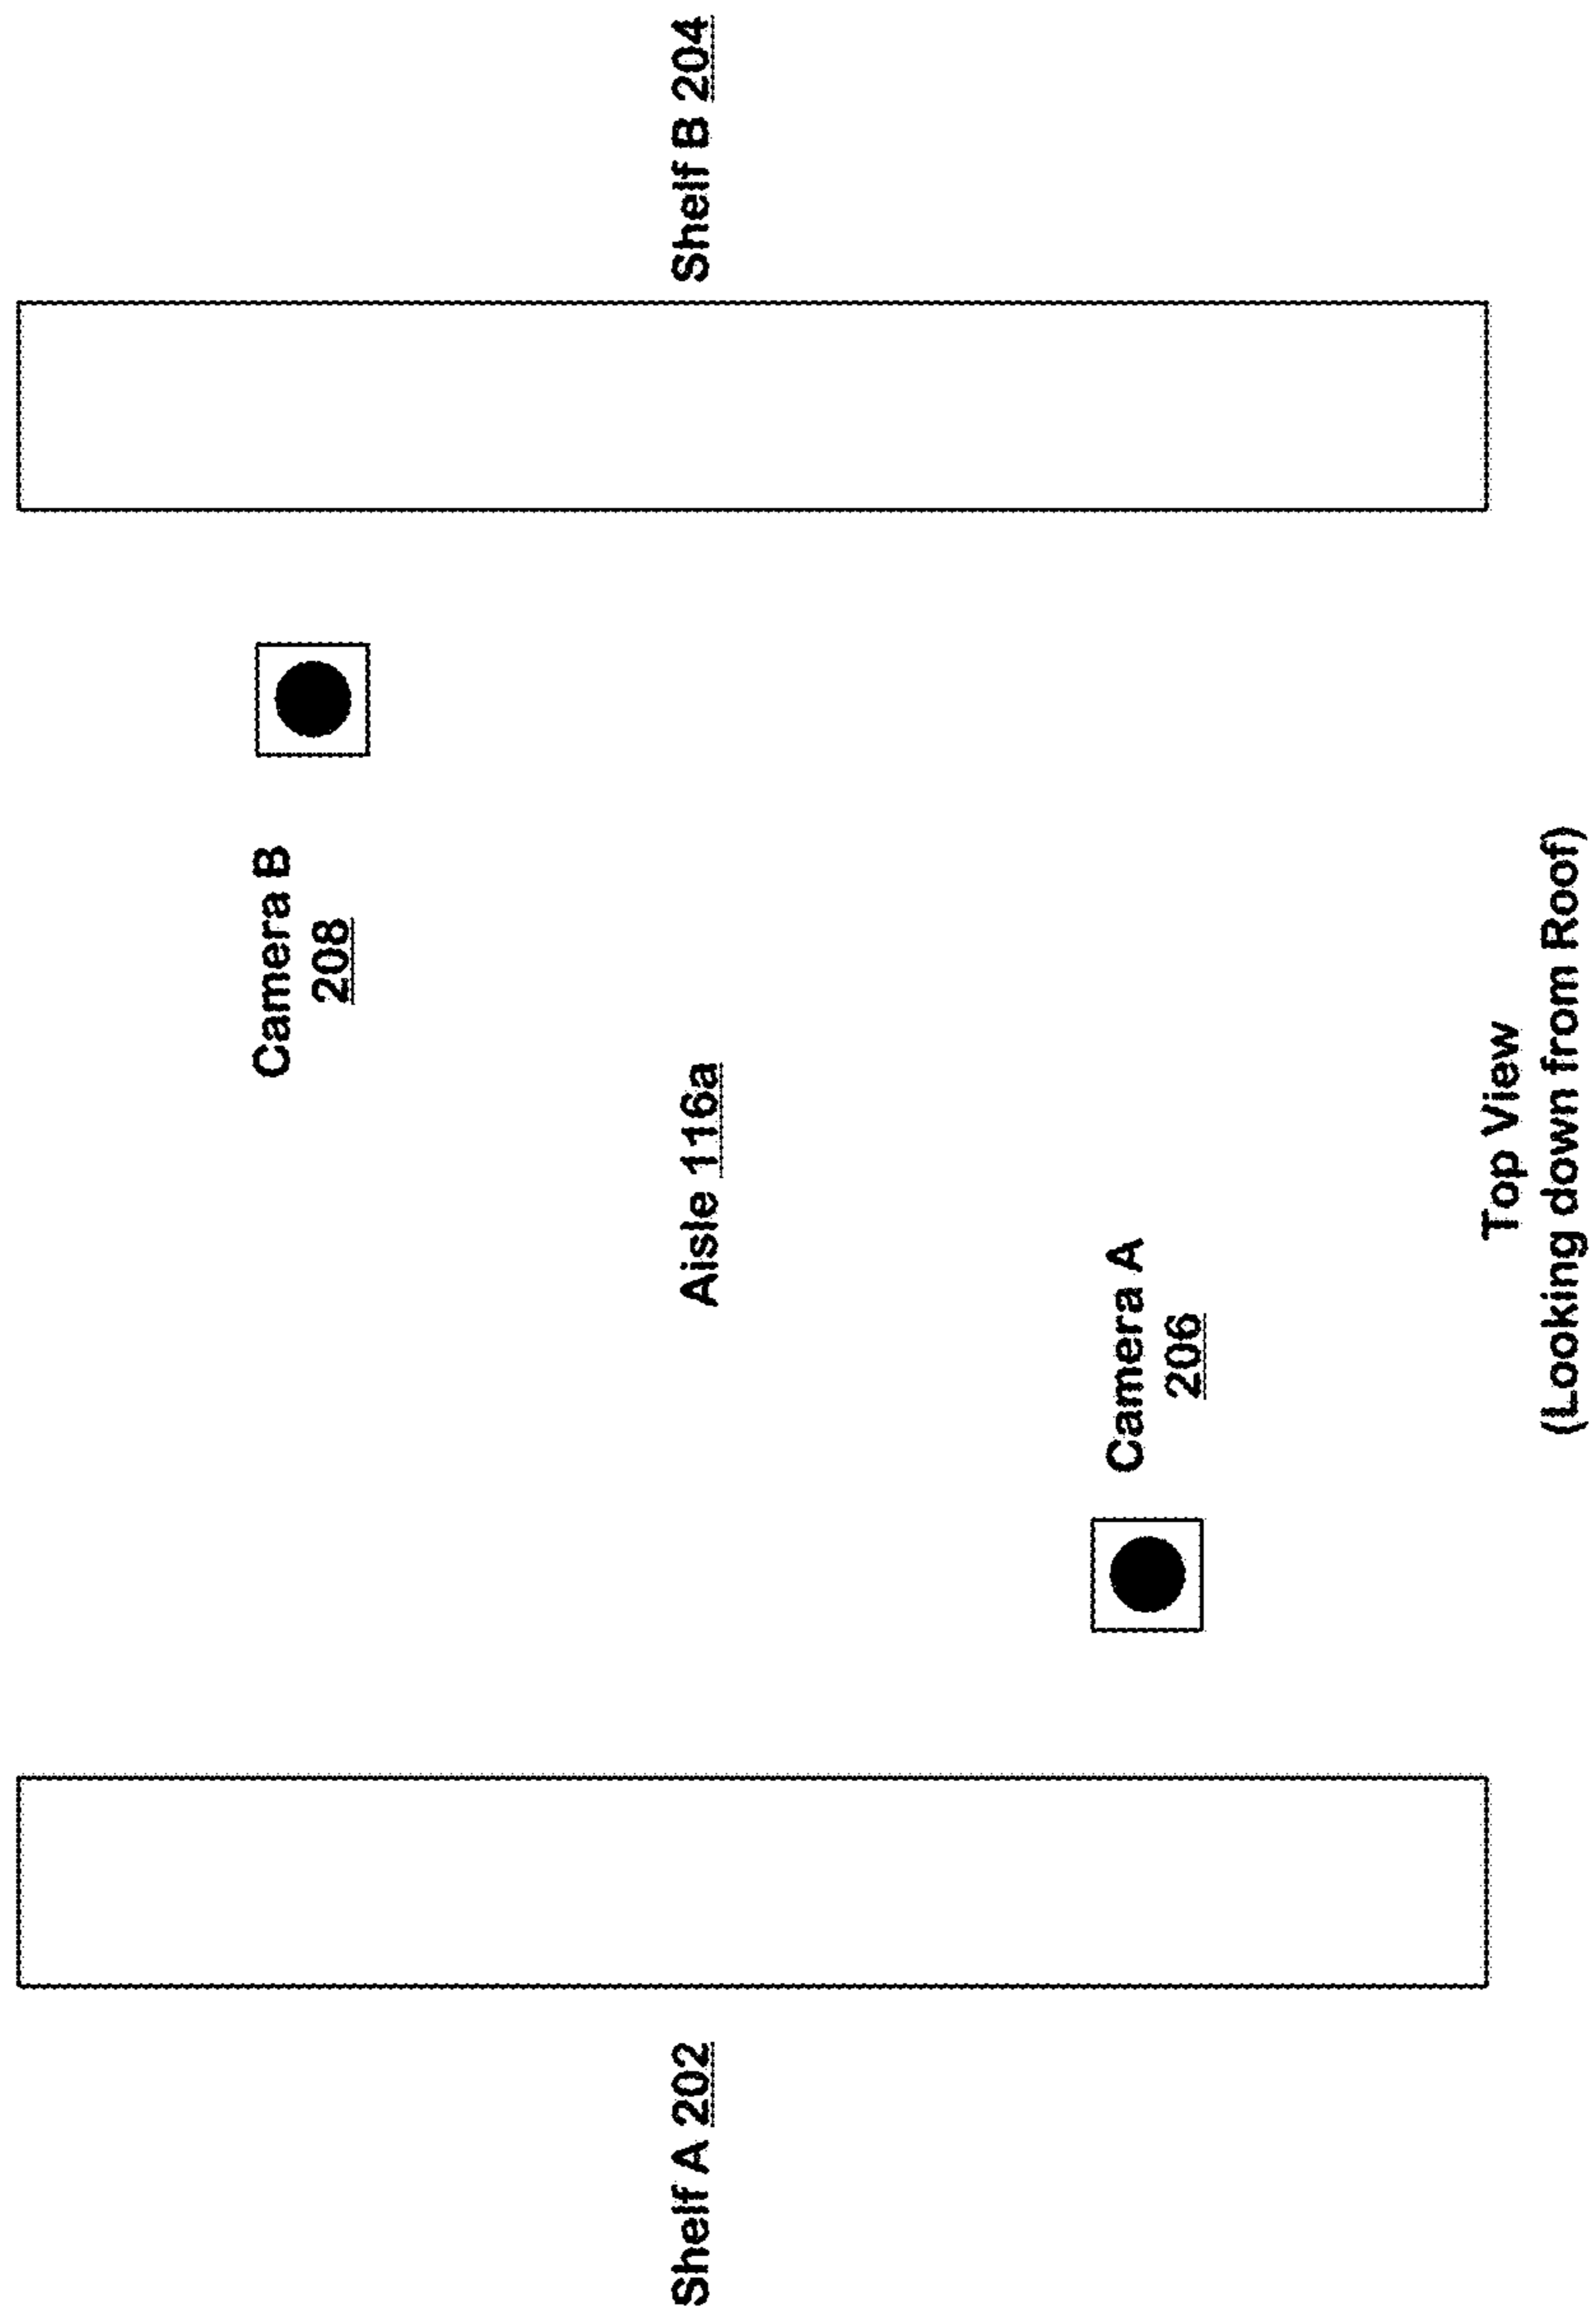 Camera B
208
Shelf A 202
Aisle 116a
Shelf B 204
Camera A
206
Top View
(Looking down from Roof)